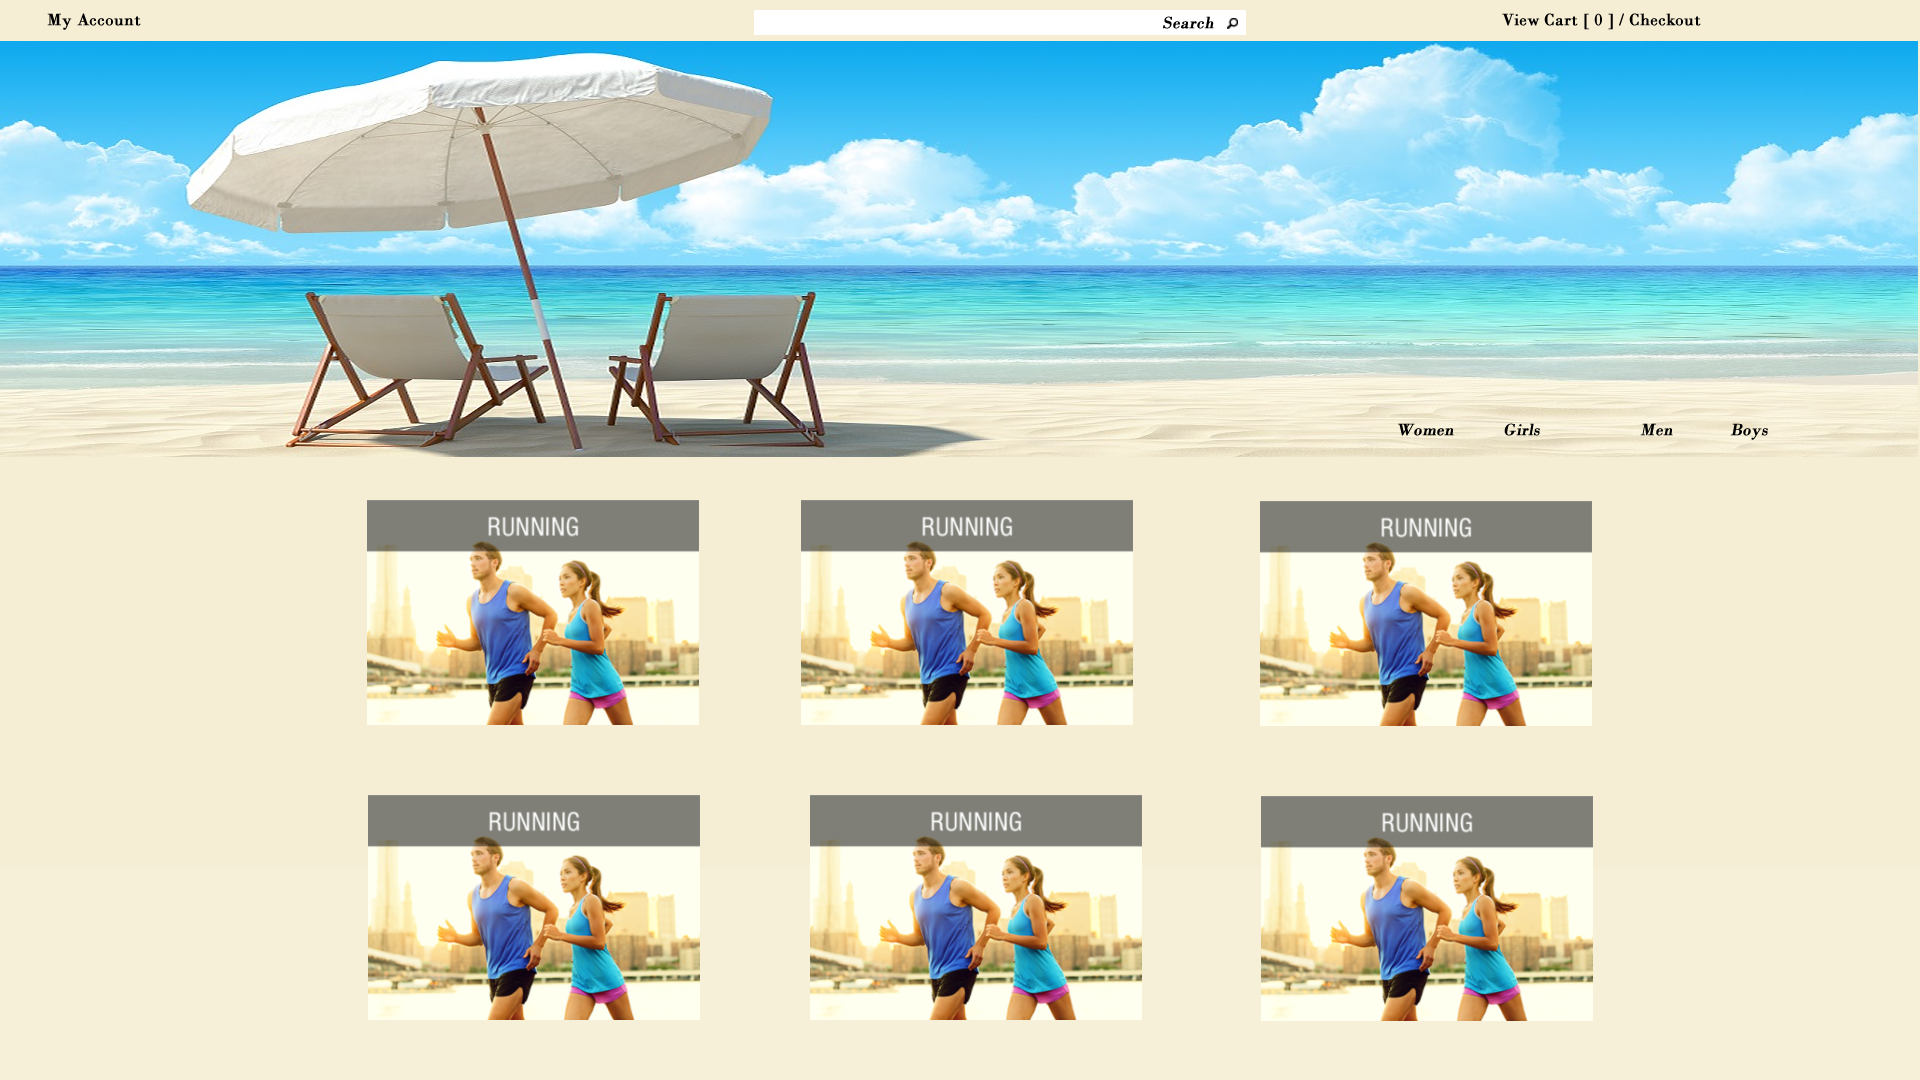 My Account
Search
View Cart [ 0 ] / Checkout
Women Girls Men Boys
RUNNING RUNNING RUNNING
RUNNING RUNNING RUNNING